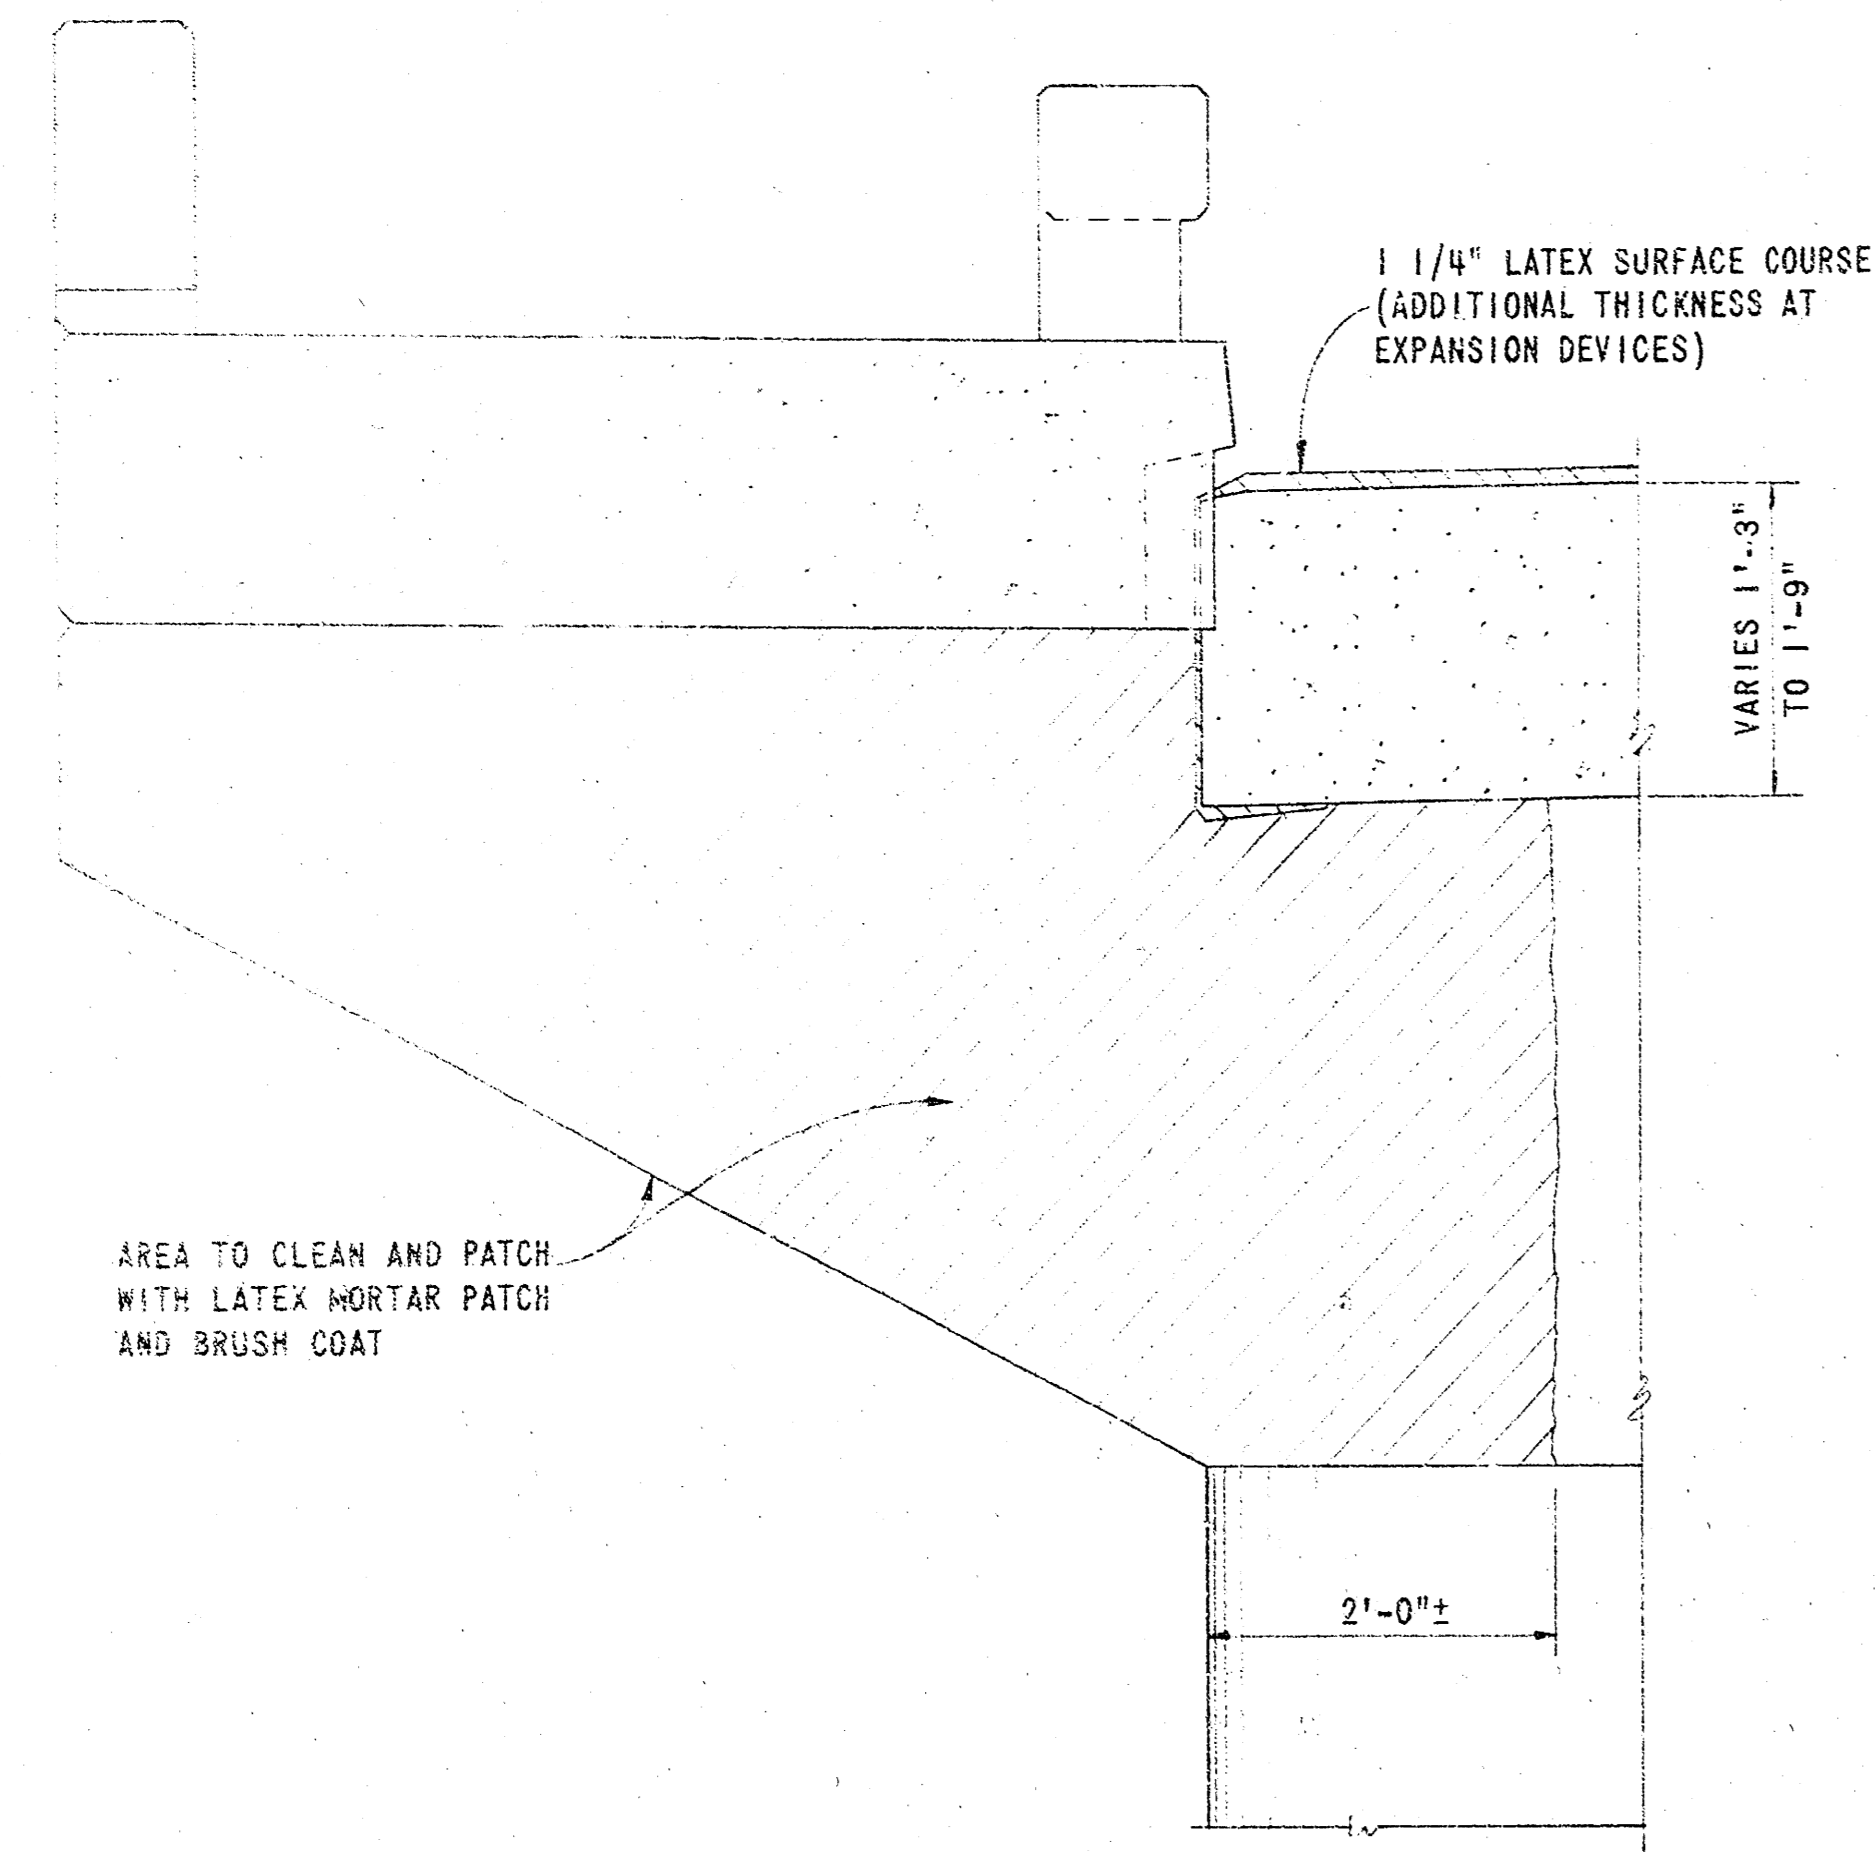 1 1/4" LATEX SURFACE COURSE
(ADDITIONAL THICKNESS AT
EXPANSION DEVICES)
VARIES 1'-3"
TO 1'-9"
AREA TO CLEAN AND PATCH
WITH LATEX MORTAR PATCH
AND BRUSH COAT
2'-0"±